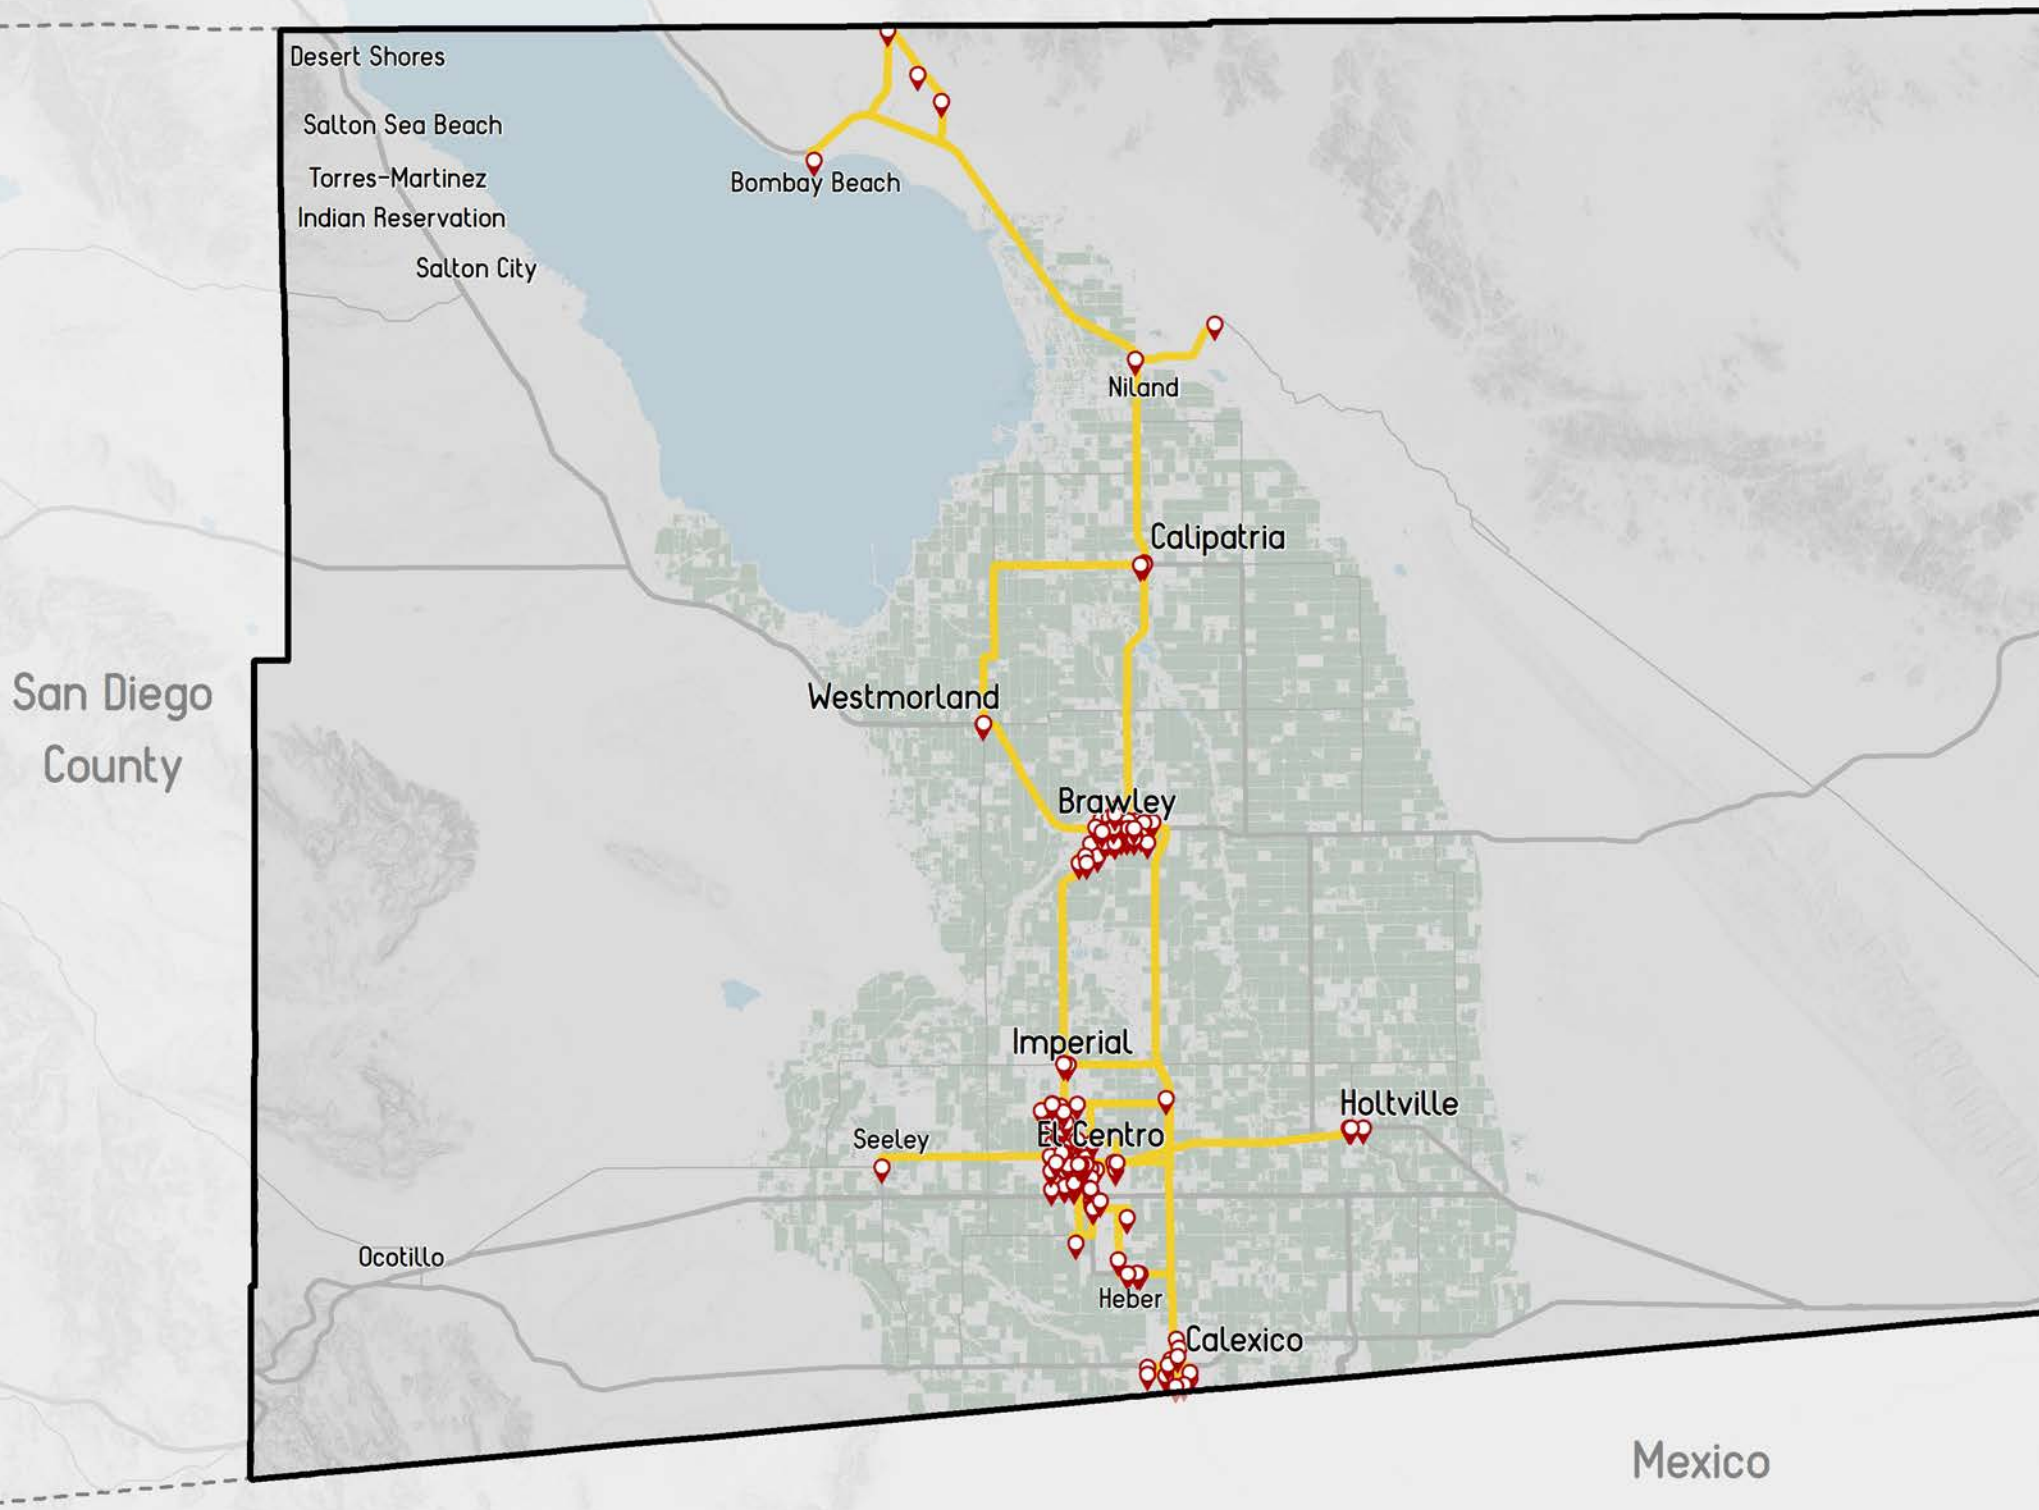 Desert Shores
Salton Sea Beach
Torres-Martinez
Indian Reservation
Bombay Beach
Salton City
Niland
Calipatria
San Diego
County
Westmorland
Brawley
Imperial
Holtville
Seeley
El Centro
Ocotillo
Heber
Calexico
Mexico